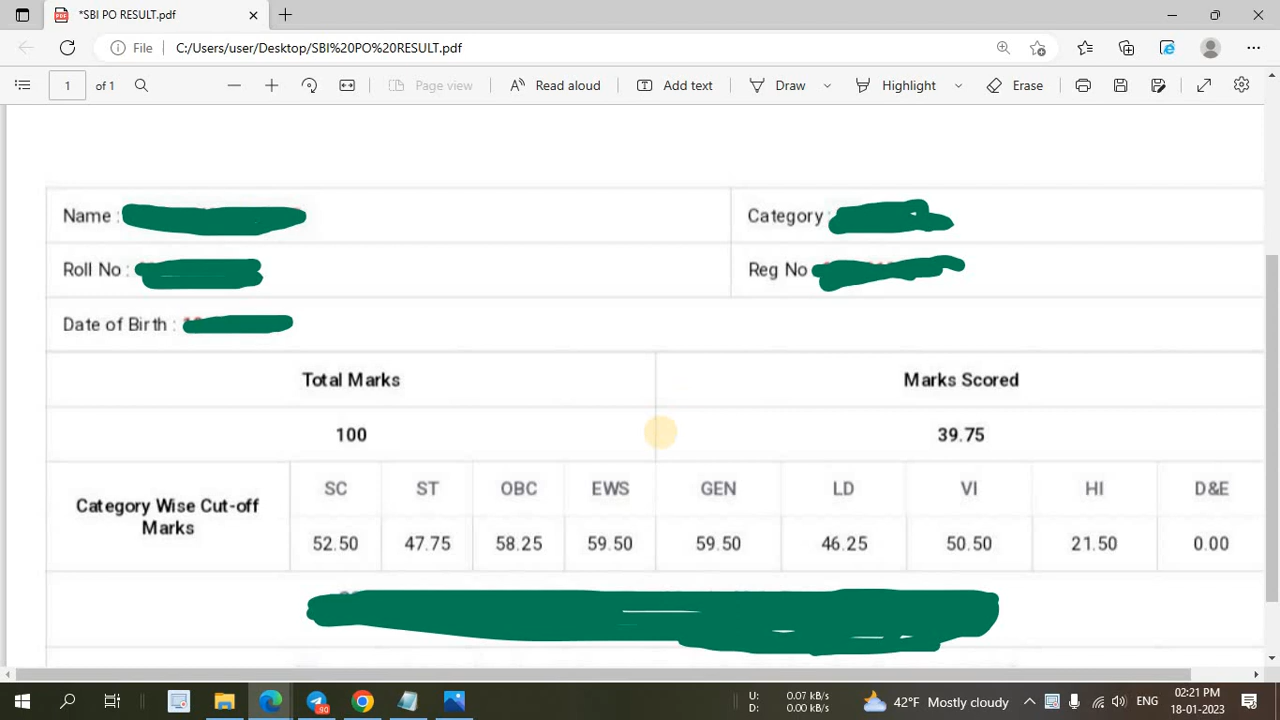 *SBI PO RESULT.pdf
File C:/Users/user/Desktop/SBI%20PO%20RESULT.pdf
1 of 1 Page view Read aloud Add text Draw Highlight Erase
Name : Category :
Roll No : Reg No
Date of Birth :
Total Marks Marks Scored
100 39.75
Category Wise Cut-off Marks
SC ST OBC EWS GEN LD VI HI D&E
52.50 47.75 58.25 59.50 59.50 46.25 50.50 21.50 0.00
90 U: 0.07 kB/s
D: 0.00 kB/s
42°F Mostly cloudy ENG
02:21 PM
18-01-2023